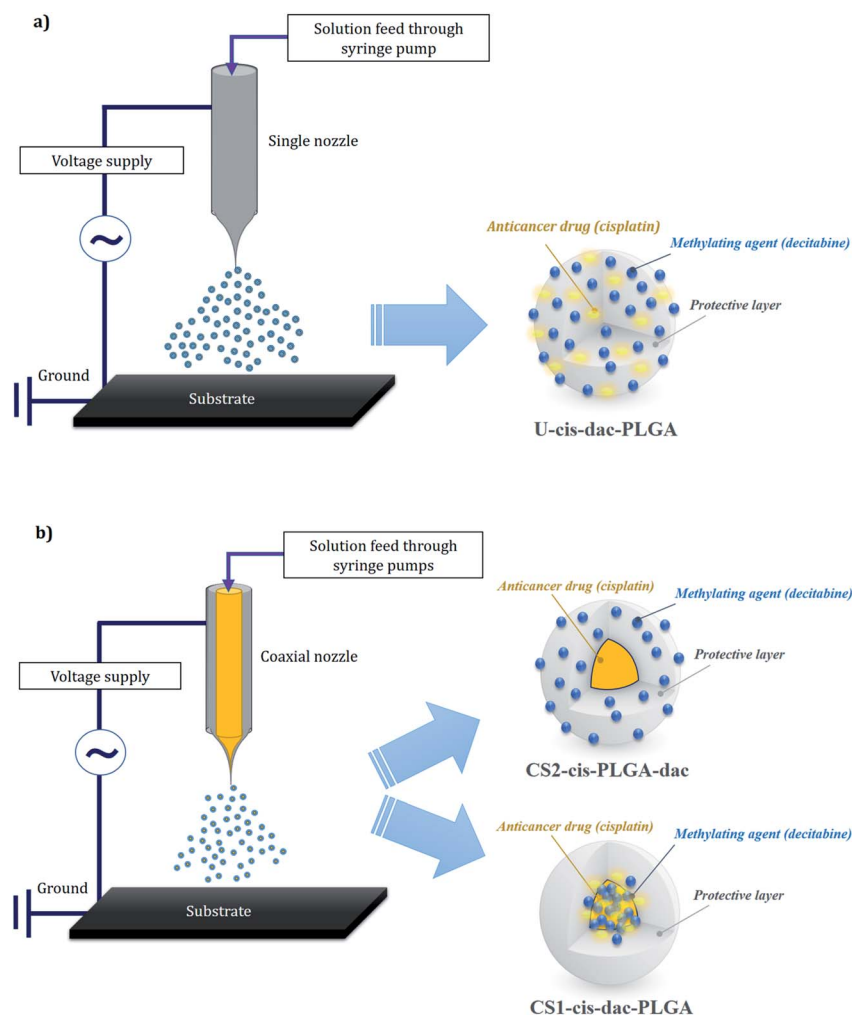 a)
Solution feed through
syringe pump
Single nozzle
Voltage supply
Anticancer drug (cisplatin)
Methylating agent (decitabine)
Protective layer
Ground
Substrate
U-cis-dac-PLGA
b)
Solution feed through
syringe pumps
Coaxial nozzle
Voltage supply
Anticancer drug (cisplatin)
Methylating agent (decitabine)
Protective layer
CS2-cis-PLGA-dac
Ground
Substrate
Anticancer drug (cisplatin)
Methylating agent (decitabine)
Protective layer
CS1-cis-dac-PLGA